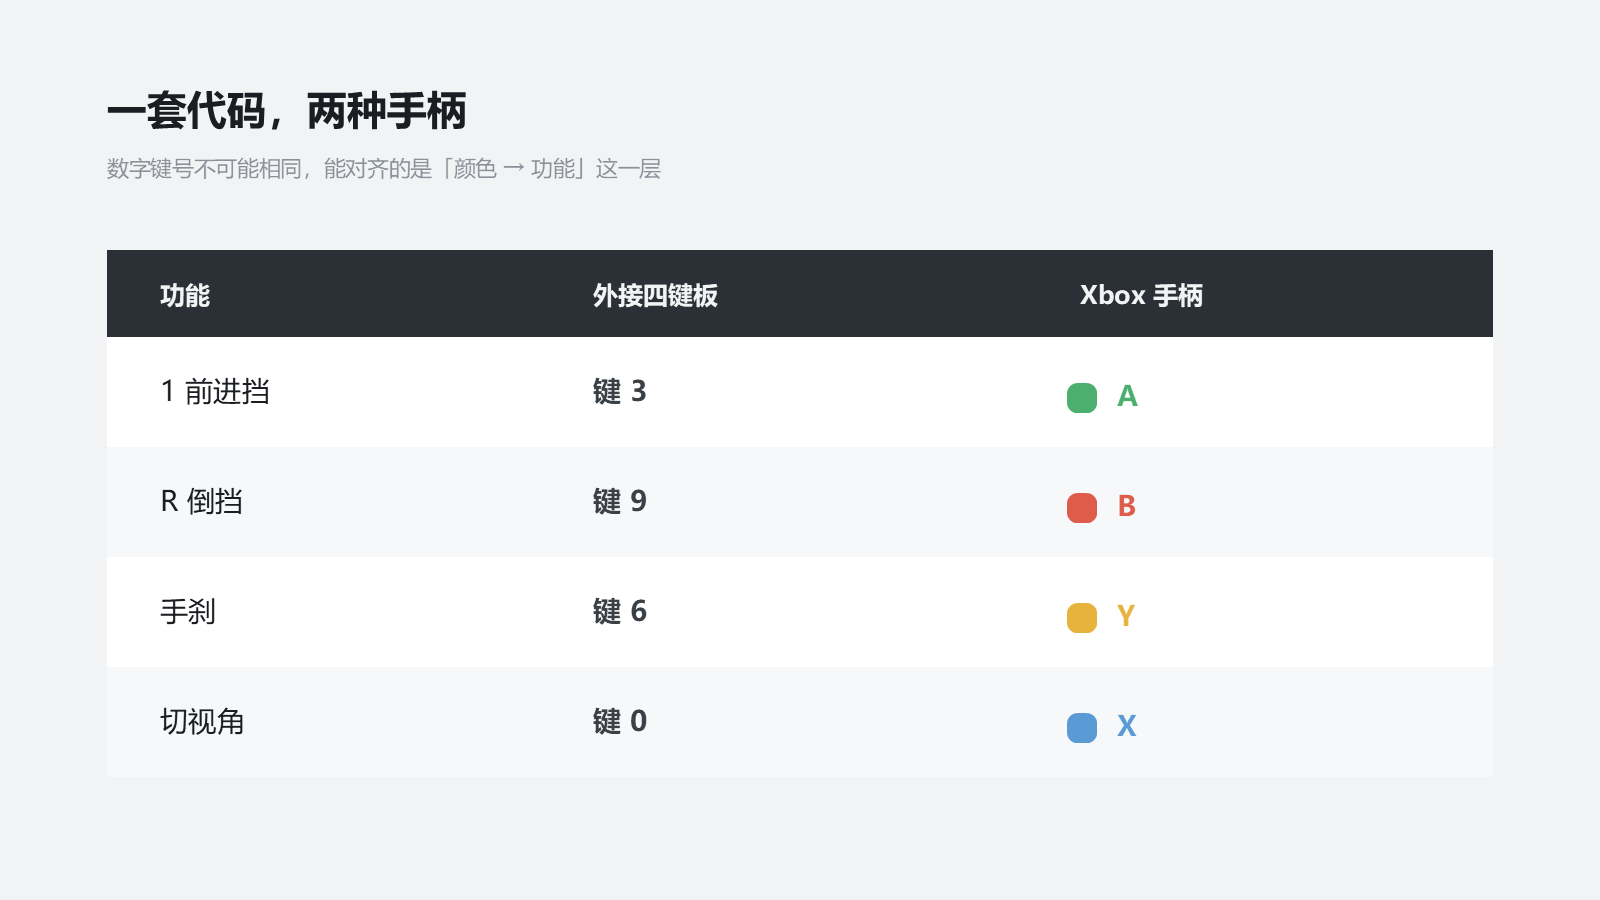 一套代码，两种手柄
数字键号不可能相同，能对齐的是「颜色 → 功能」这一层
功能 外接四键板 Xbox 手柄
1 前进挡 键 3 A
R 倒挡 键 9 B
手刹 键 6 Y
切视角 键 0 X